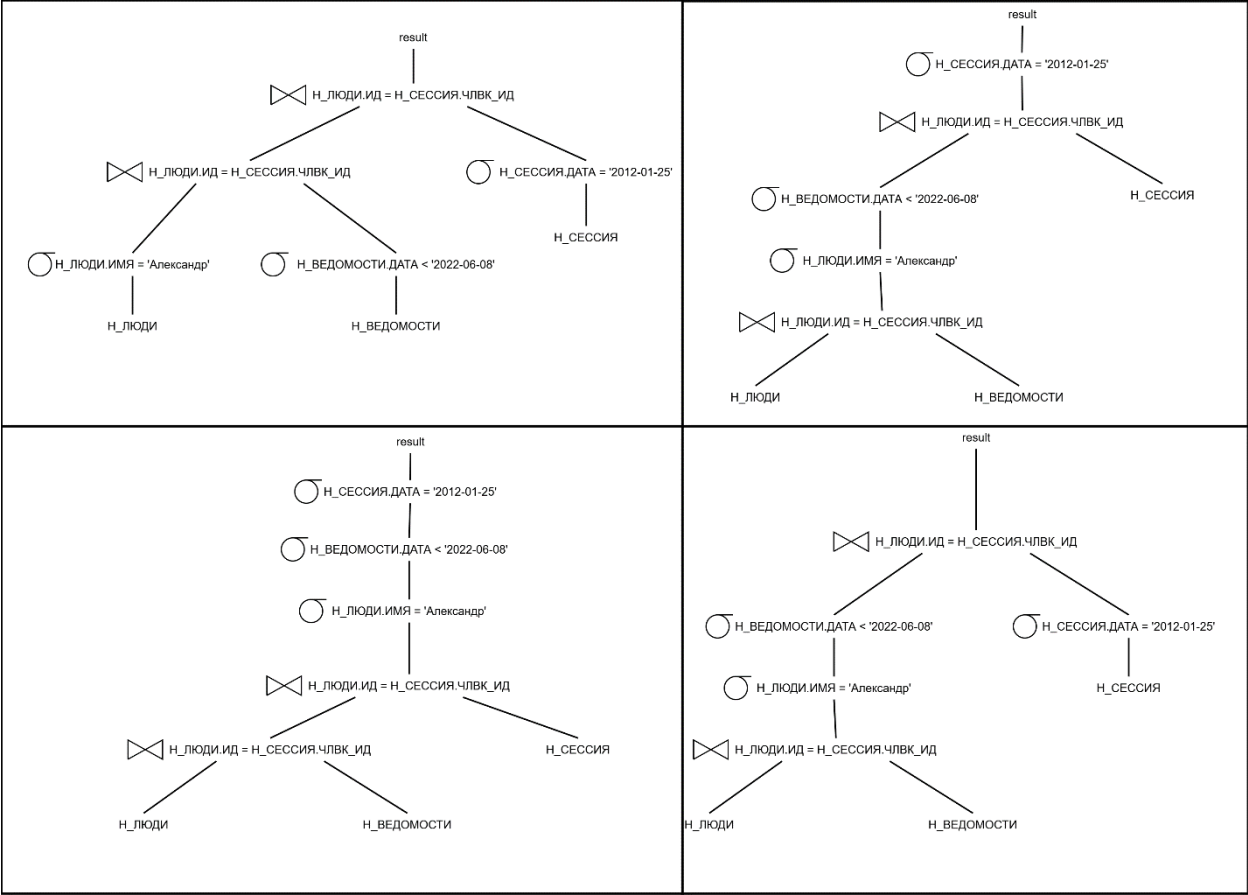 result
Н_ЛЮДИ.ИД = Н_СЕССИЯ.ЧЛВК_ИД
Н_ЛЮДИ.ИД = Н_СЕССИЯ.ЧЛВК_ИД
Н_СЕССИЯ.ДАТА = '2012-01-25'
Н_СЕССИЯ
Н_ЛЮДИ.ИМЯ = 'Александр'
Н_ВЕДОМОСТИ.ДАТА < '2022-06-08'
Н_ЛЮДИ
Н_ВЕДОМОСТИ
result
Н_СЕССИЯ.ДАТА = '2012-01-25'
Н_ЛЮДИ.ИД = Н_СЕССИЯ.ЧЛВК_ИД
Н_ВЕДОМОСТИ.ДАТА < '2022-06-08'
Н_СЕССИЯ
Н_ЛЮДИ.ИМЯ = 'Александр'
Н_ЛЮДИ.ИД = Н_СЕССИЯ.ЧЛВК_ИД
Н_ЛЮДИ
Н_ВЕДОМОСТИ
result
Н_СЕССИЯ.ДАТА = '2012-01-25'
Н_ВЕДОМОСТИ.ДАТА < '2022-06-08'
Н_ЛЮДИ.ИМЯ = 'Александр'
Н_ЛЮДИ.ИД = Н_СЕССИЯ.ЧЛВК_ИД
Н_ЛЮДИ.ИД = Н_СЕССИЯ.ЧЛВК_ИД
Н_СЕССИЯ
Н_ЛЮДИ
Н_ВЕДОМОСТИ
result
Н_ЛЮДИ.ИД = Н_СЕССИЯ.ЧЛВК_ИД
Н_ВЕДОМОСТИ.ДАТА < '2022-06-08'
Н_СЕССИЯ.ДАТА = '2012-01-25'
Н_ЛЮДИ.ИМЯ = 'Александр'
Н_СЕССИЯ
Н_ЛЮДИ.ИД = Н_СЕССИЯ.ЧЛВК_ИД
Н_ЛЮДИ
Н_ВЕДОМОСТИ